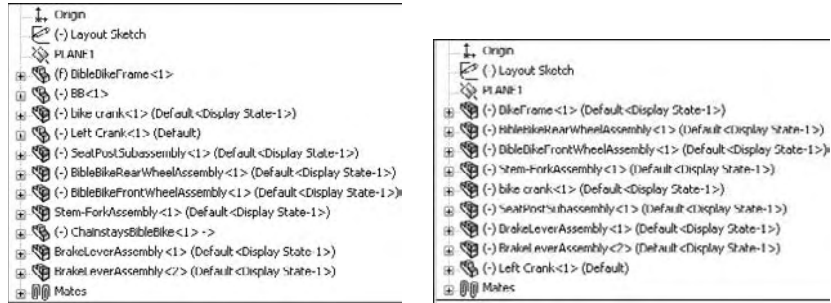 Origin
(-) Layout Sketch
PLANE1
(f) BibleBikeFrame<1>
(-) BB<1>
(-) bike crank<1> (Default<Display State-1>)
(-) Left Crank<1> (Default)
(-) SeatPostSubassembly<1> (Default<Display State-1>)
(-) BibleBikeRearWheelAssembly<1> (Default<Display State-1>)
(-) BibleBikeFrontWheelAssembly<1> (Default<Display State-1>)
Stem-ForkAssembly<1> (Default<Display State-1>)
(-) ChainstaysBibleBike<1> ->
BrakeLeverAssembly<1> (Default<Display State-1>)
BrakeLeverAssembly<2> (Default<Display State-1>)
Mates
Origin
(-) Layout Sketch
PLANE1
(-) BikeFrame<1> (Default<Display State-1>)
(-) BibleBikeRearWheelAssembly<1> (Default<Display State-1>)
(-) BibleBikeFrontWheelAssembly<1> (Default<Display State-1>)
(-) Stem-ForkAssembly<1> (Default<Display State-1>)
(-) bike crank<1> (Default<Display State-1>)
(-) SeatPostSubassembly<1> (Default<Display State-1>)
(-) BrakeLeverAssembly<1> (Default<Display State-1>)
(-) BrakeLeverAssembly<2> (Default<Display State-1>)
(-) Left Crank<1> (Default)
Mates